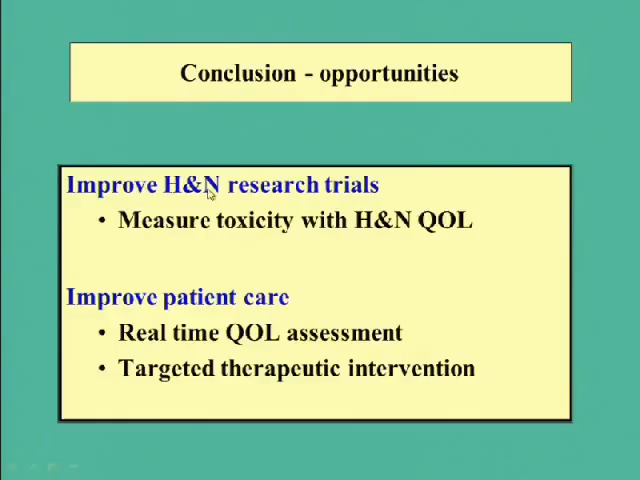 Conclusion - opportunities
Improve H&N research trials
• Measure toxicity with H&N QOL
Improve patient care
• Real time QOL assessment
• Targeted therapeutic intervention